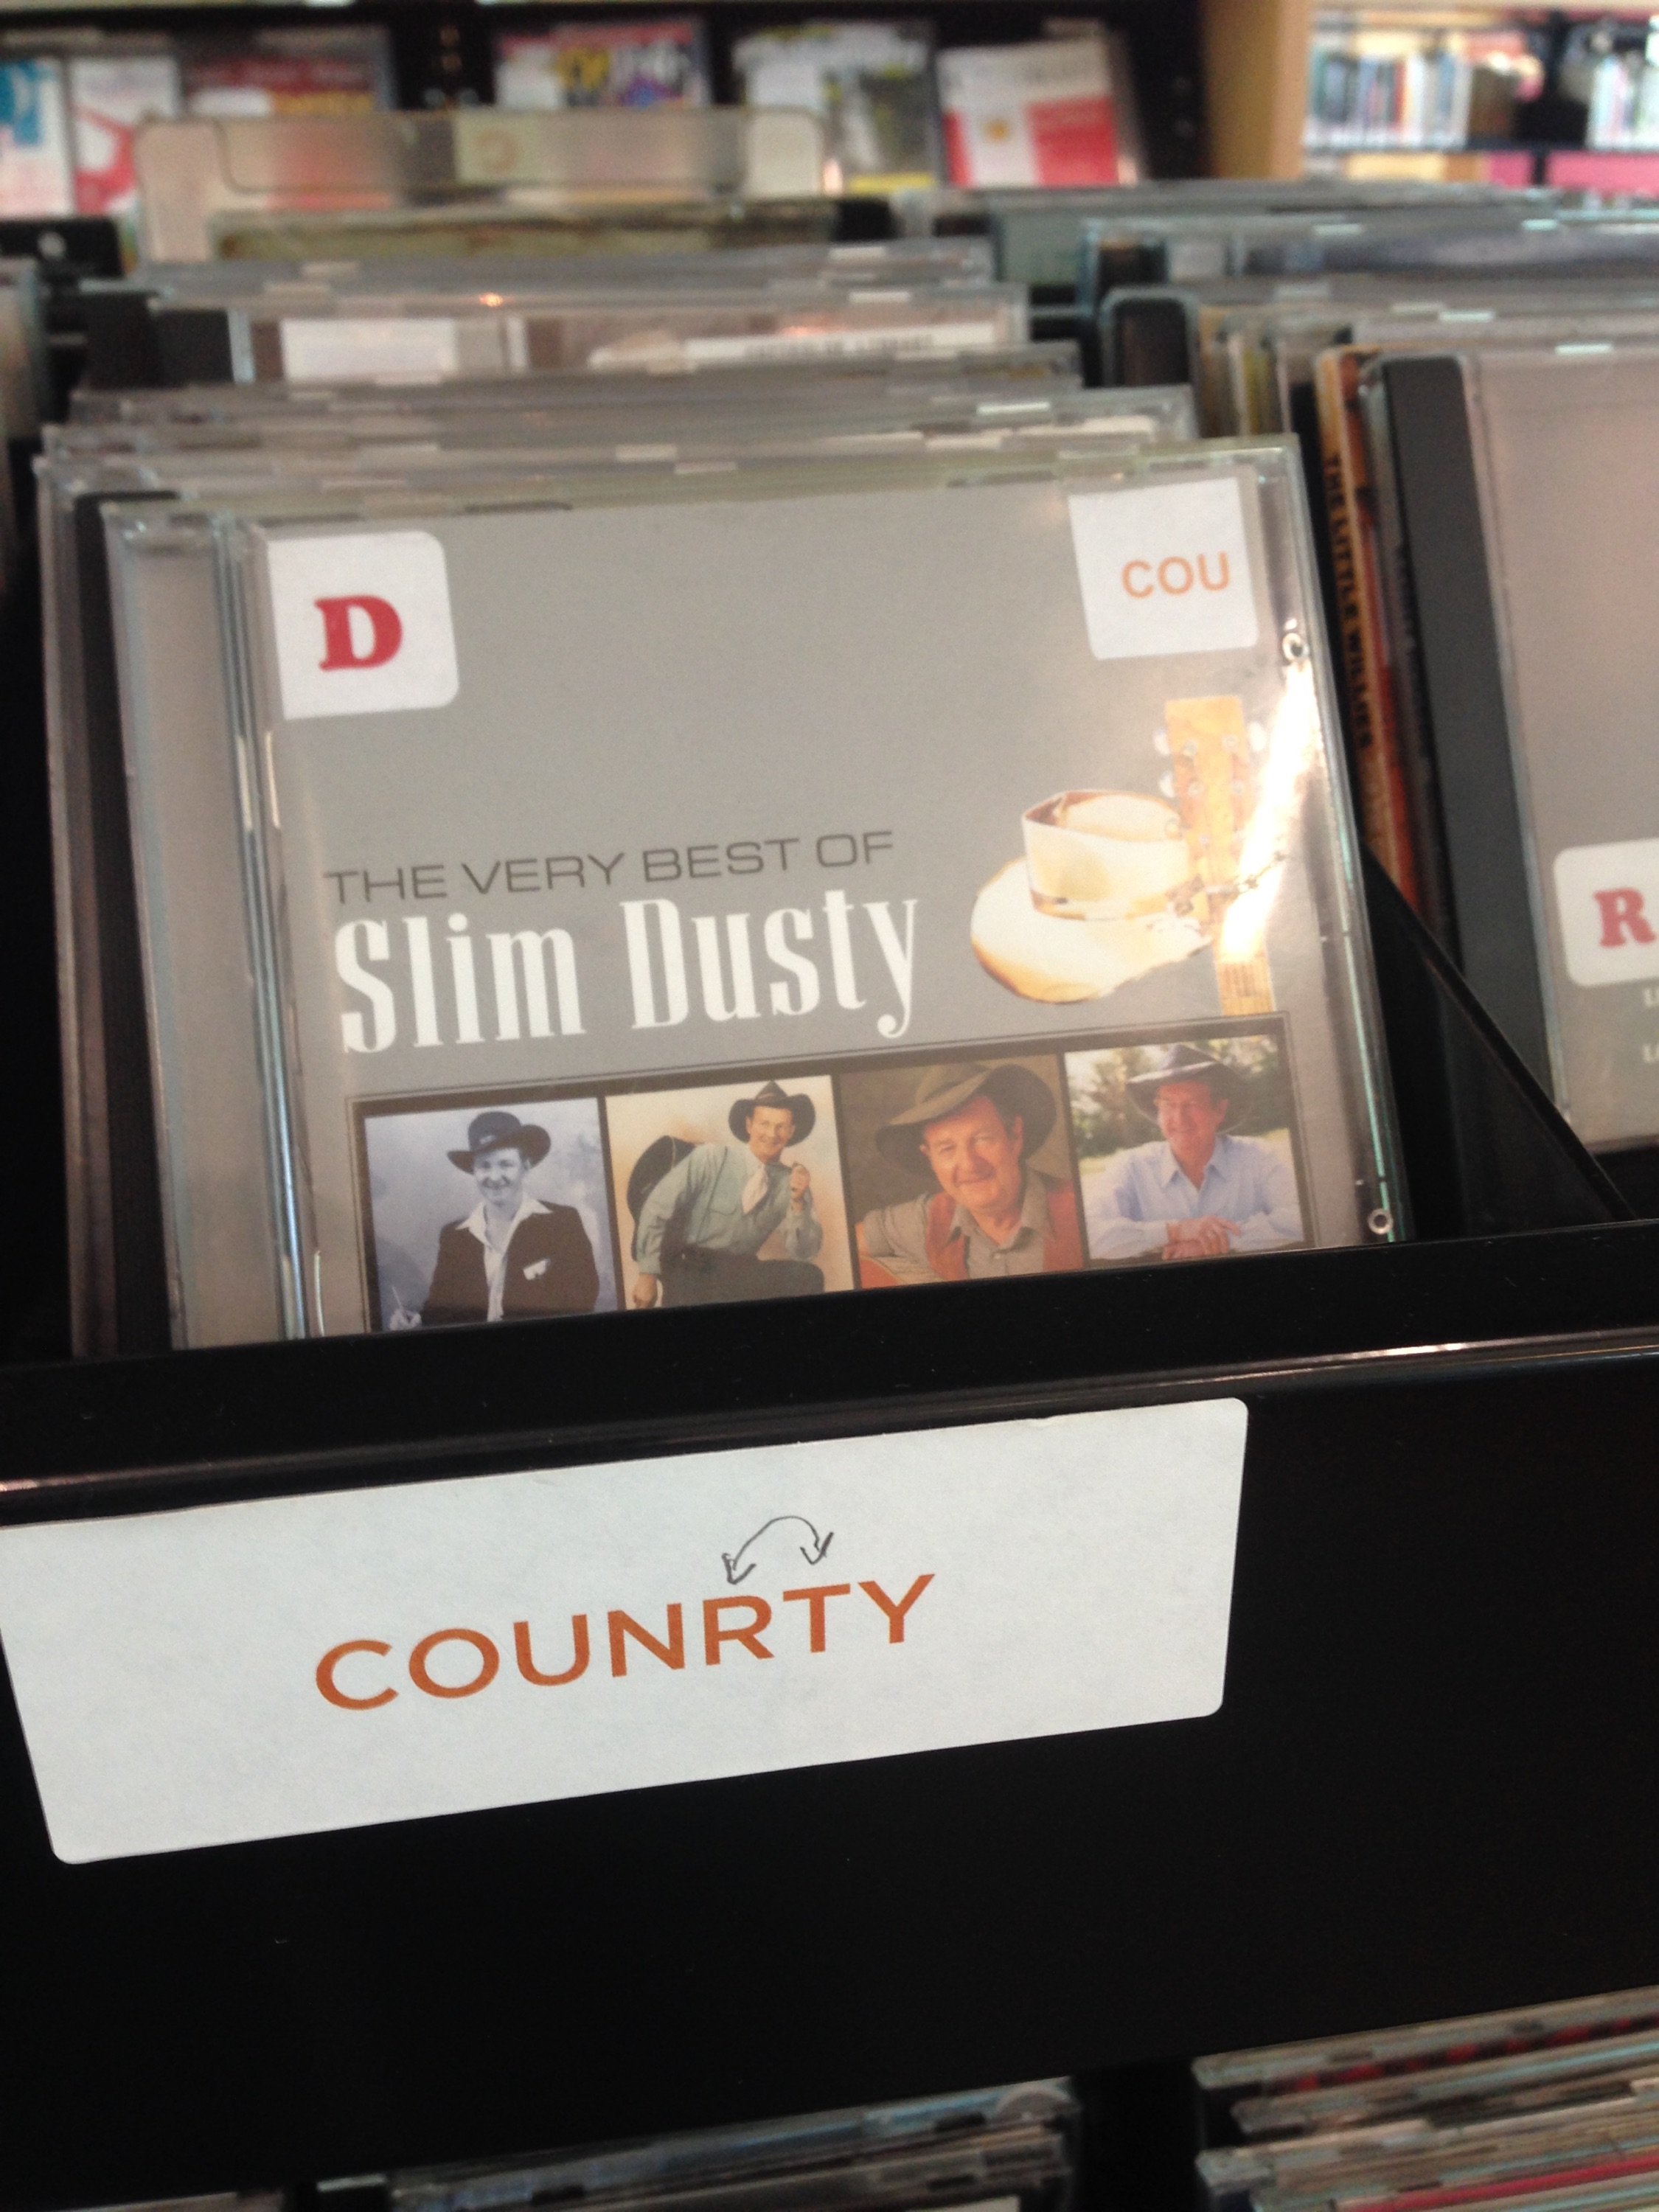 D
COU
THE VERY BEST OF
Slim Dusty
R
COUNRTY